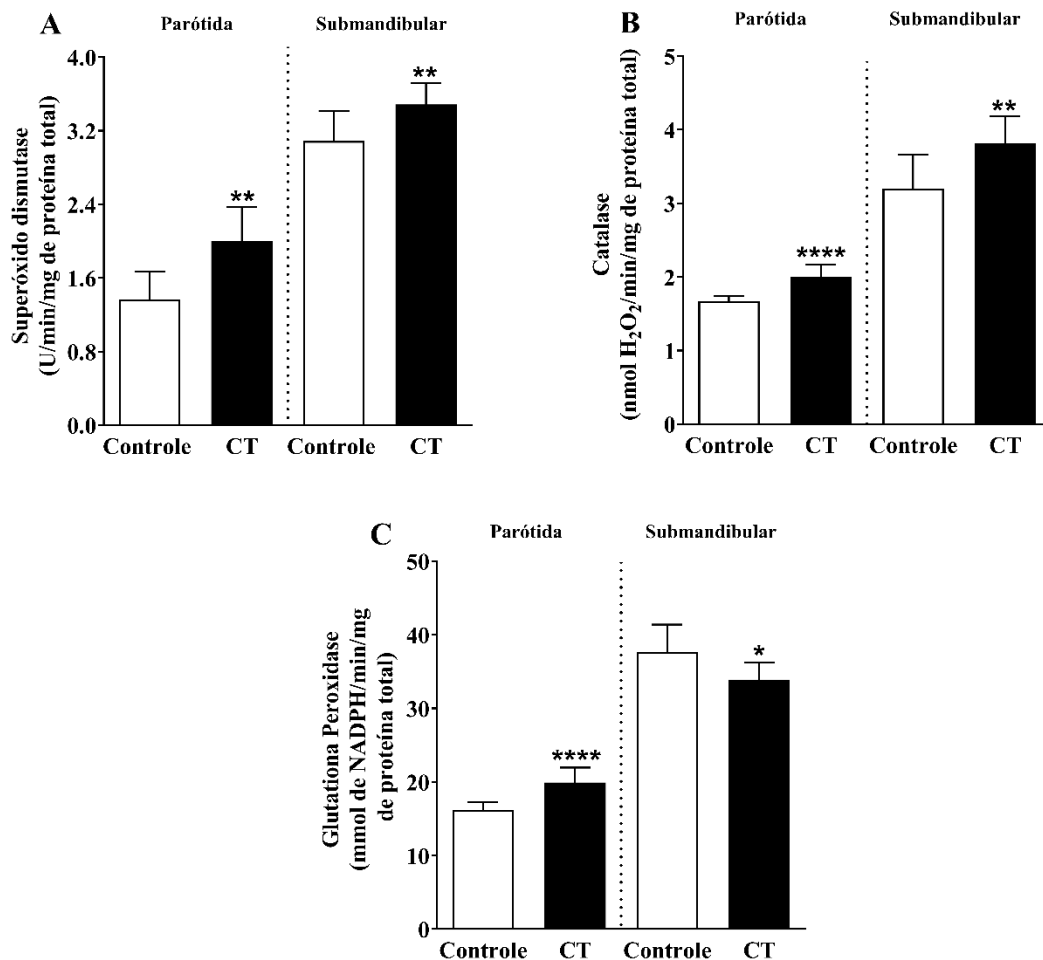 A
Parótida
Submandibular
Superóxido dismutase
(U/min/mg de proteína total)
4.0
3.2
2.4
1.6
0.8
0.0
**
**
Controle
CT
Controle
CT
B
Parótida
Submandibular
Catalase
(nmol H₂O₂/min/mg de proteína total)
5
4
3
2
1
0
****
**
Controle
CT
Controle
CT
C
Parótida
Submandibular
Glutationa Peroxidase
(mmol de NADPH/min/mg
de proteína total)
50
40
30
20
10
0
****
*
Controle
CT
Controle
CT